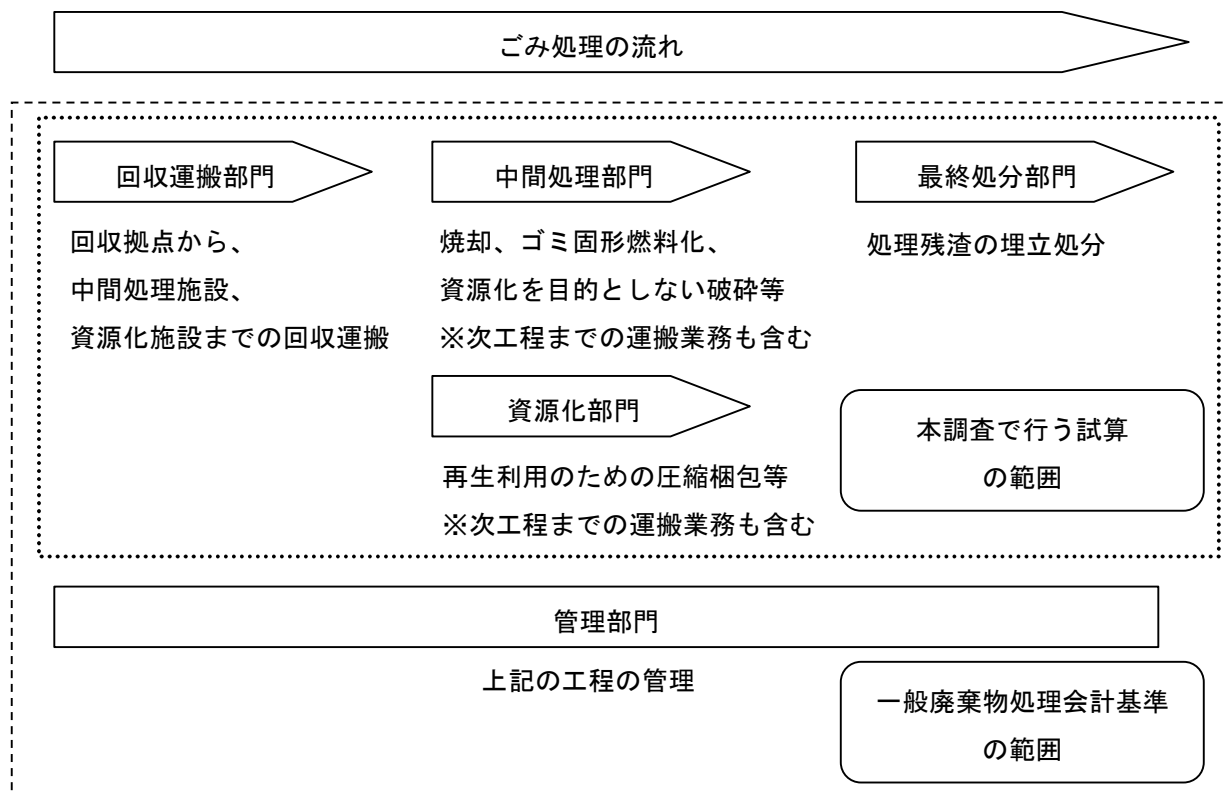 ごみ処理の流れ
回収運搬部門
回収拠点から、
中間処理施設、
資源化施設までの回収運搬
中間処理部門
焼却、ゴミ固形燃料化、
資源化を目的としない破砕等
※次工程までの運搬業務も含む
最終処分部門
処理残渣の埋立処分
資源化部門
再生利用のための圧縮梱包等
※次工程までの運搬業務も含む
本調査で行う試算
の範囲
管理部門
上記の工程の管理
一般廃棄物処理会計基準
の範囲